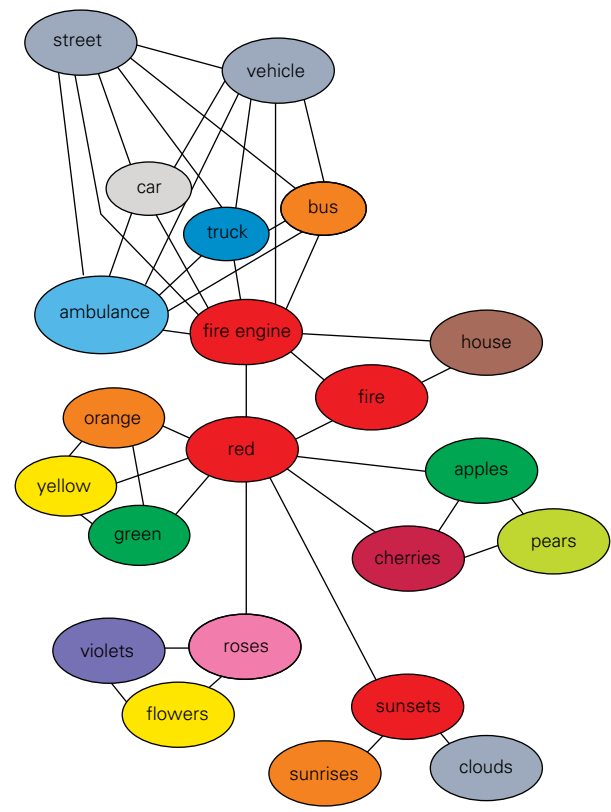 street
vehicle
car
bus
truck
ambulance
fire engine
house
fire
orange
red
apples
yellow
green
pears
cherries
roses
violets
sunsets
flowers
clouds
sunrises